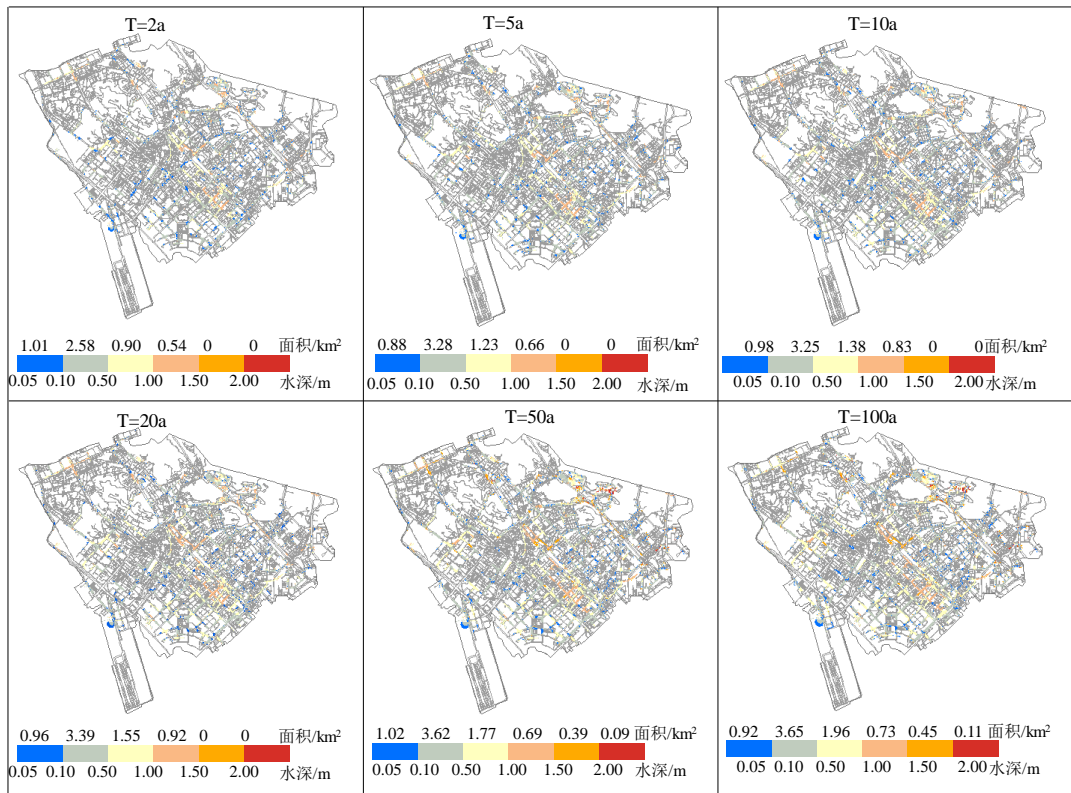 T=2a
1.01 2.58 0.90 0.54 0 0 面积/km²
0.05 0.10 0.50 1.00 1.50 2.00 水深/m
T=5a
0.88 3.28 1.23 0.66 0 0 面积/km²
0.05 0.10 0.50 1.00 1.50 2.00 水深/m
T=10a
0.98 3.25 1.38 0.83 0 0 面积/km²
0.05 0.10 0.50 1.00 1.50 2.00 水深/m
T=20a
0.96 3.39 1.55 0.92 0 0 面积/km²
0.05 0.10 0.50 1.00 1.50 2.00 水深/m
T=50a
1.02 3.62 1.77 0.69 0.39 0.09 面积/km²
0.05 0.10 0.50 1.00 1.50 2.00 水深/m
T=100a
0.92 3.65 1.96 0.73 0.45 0.11 面积/km²
0.05 0.10 0.50 1.00 1.50 2.00 水深/m